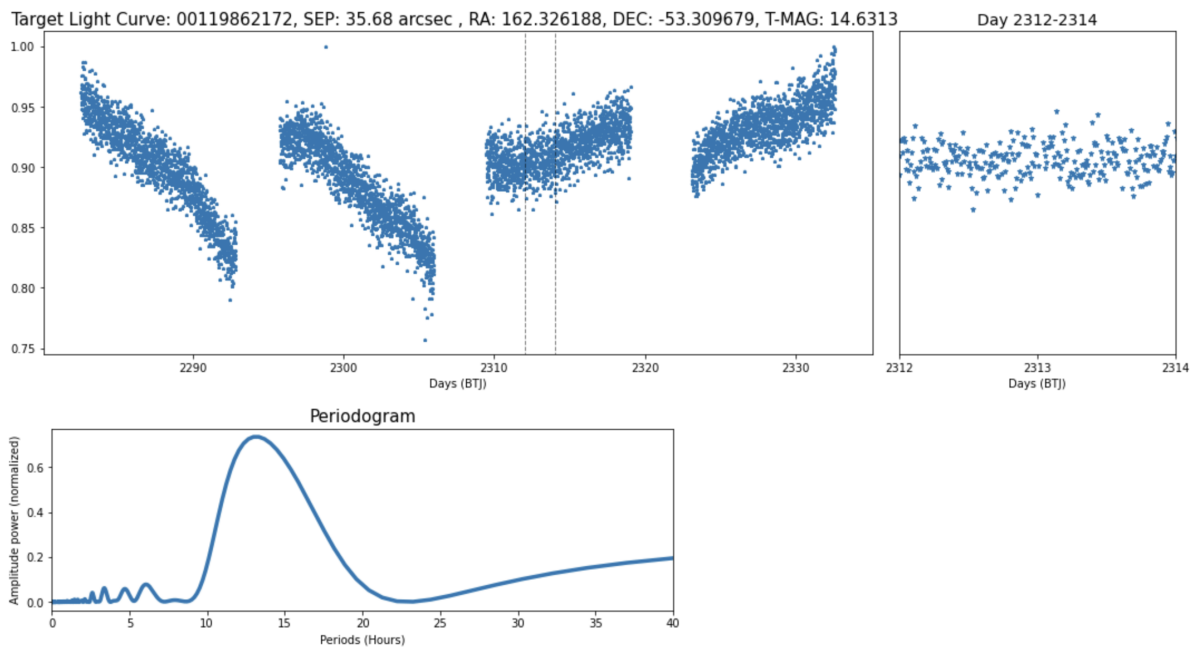 Target Light Curve: 00119862172, SEP: 35.68 arcsec , RA: 162.326188, DEC: -53.309679, T-MAG: 14.6313
Day 2312-2314
1.00
0.95
0.90
0.85
0.80
0.75
2290 2300 2310 2320 2330
Days (BTJ)
2312 2313 2314
Days (BTJ)
Periodogram
Amplitude power (normalized)
0.6
0.4
0.2
0.0
0 5 10 15 20 25 30 35 40
Periods (Hours)